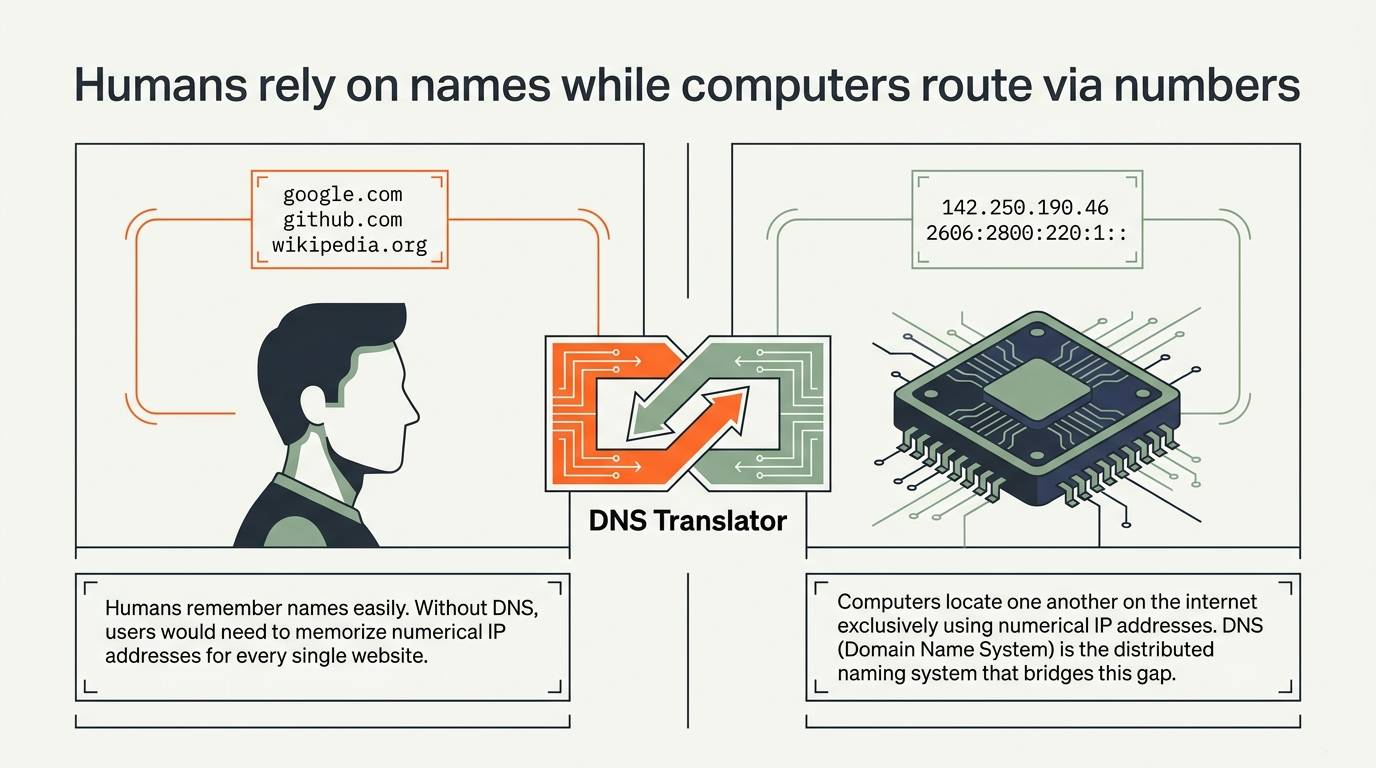 Humans rely on names while computers route via numbers
google.com
github.com
wikipedia.org
142.250.190.46
2606:2800:220:1::
DNS Translator
Humans remember names easily. Without DNS,
users would need to memorize numerical IP
addresses for every single website.
Computers locate one another on the internet
exclusively using numerical IP addresses. DNS
(Domain Name System) is the distributed
naming system that bridges this gap.